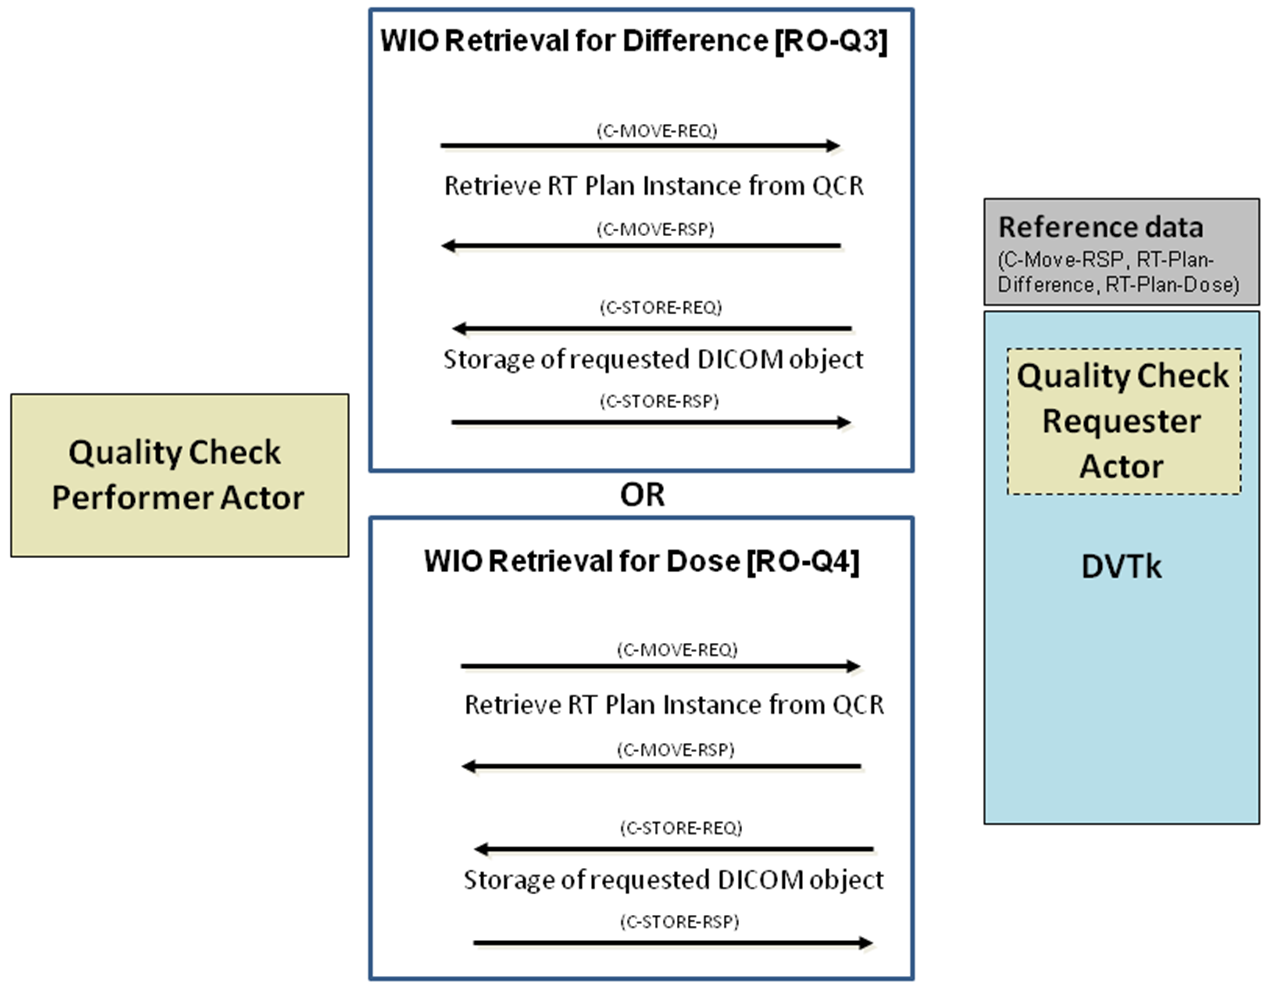 WIO Retrieval for Difference [RO-Q3]
(C-MOVE-REQ)
Retrieve RT Plan Instance from QCR
(C-MOVE-RSP)
(C-STORE-REQ)
Storage of requested DICOM object
(C-STORE-RSP)
Quality Check
Performer Actor
OR
WIO Retrieval for Dose [RO-Q4]
(C-MOVE-REQ)
Retrieve RT Plan Instance from QCR
(C-MOVE-RSP)
(C-STORE-REQ)
Storage of requested DICOM object
(C-STORE-RSP)
Reference data
(C-Move-RSP, RT-Plan-
Difference, RT-Plan-Dose)
Quality Check
Requester
Actor
DVTk